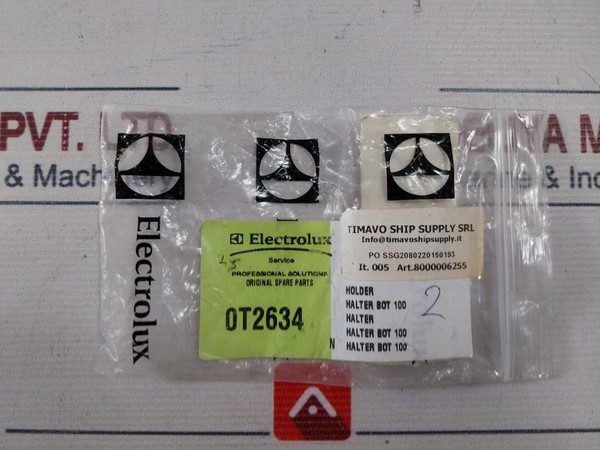 PVT. LTD
& Mach
& Ind
Electrolux
Electrolux
Service
PROFESSIONAL SOLUTIONS
ORIGINAL SPARE PARTS
0T2634
N
TIMAVO SHIP SUPPLY SRL
Info@timavoshipsupply.it
PO SSG2080220150193
It. 005 Art.8000006255
HOLDER
HALTER BOT 100
HALTER
HALTER BOT 100
HALTER BOT 100
2